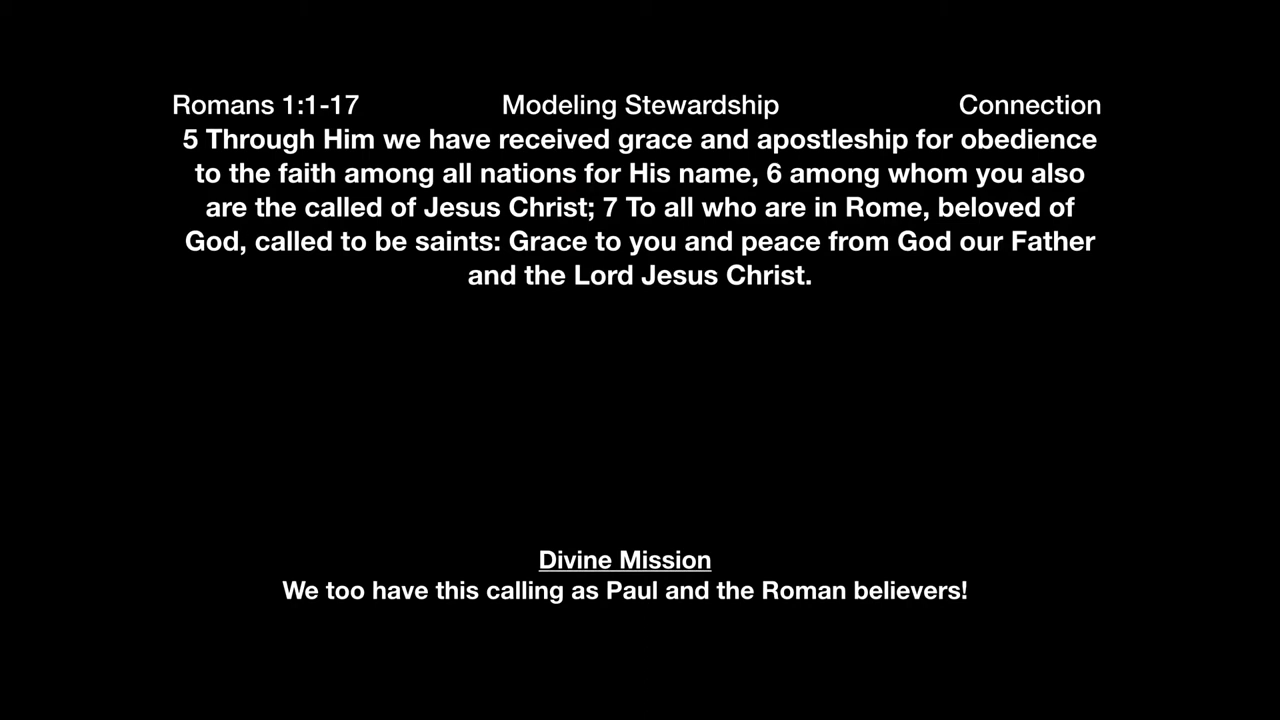 Romans 1:1-17 Modeling Stewardship Connection
5 Through Him we have received grace and apostleship for obedience
to the faith among all nations for His name, 6 among whom you also
are the called of Jesus Christ; 7 To all who are in Rome, beloved of
God, called to be saints: Grace to you and peace from God our Father
and the Lord Jesus Christ.
Divine Mission
We too have this calling as Paul and the Roman believers!